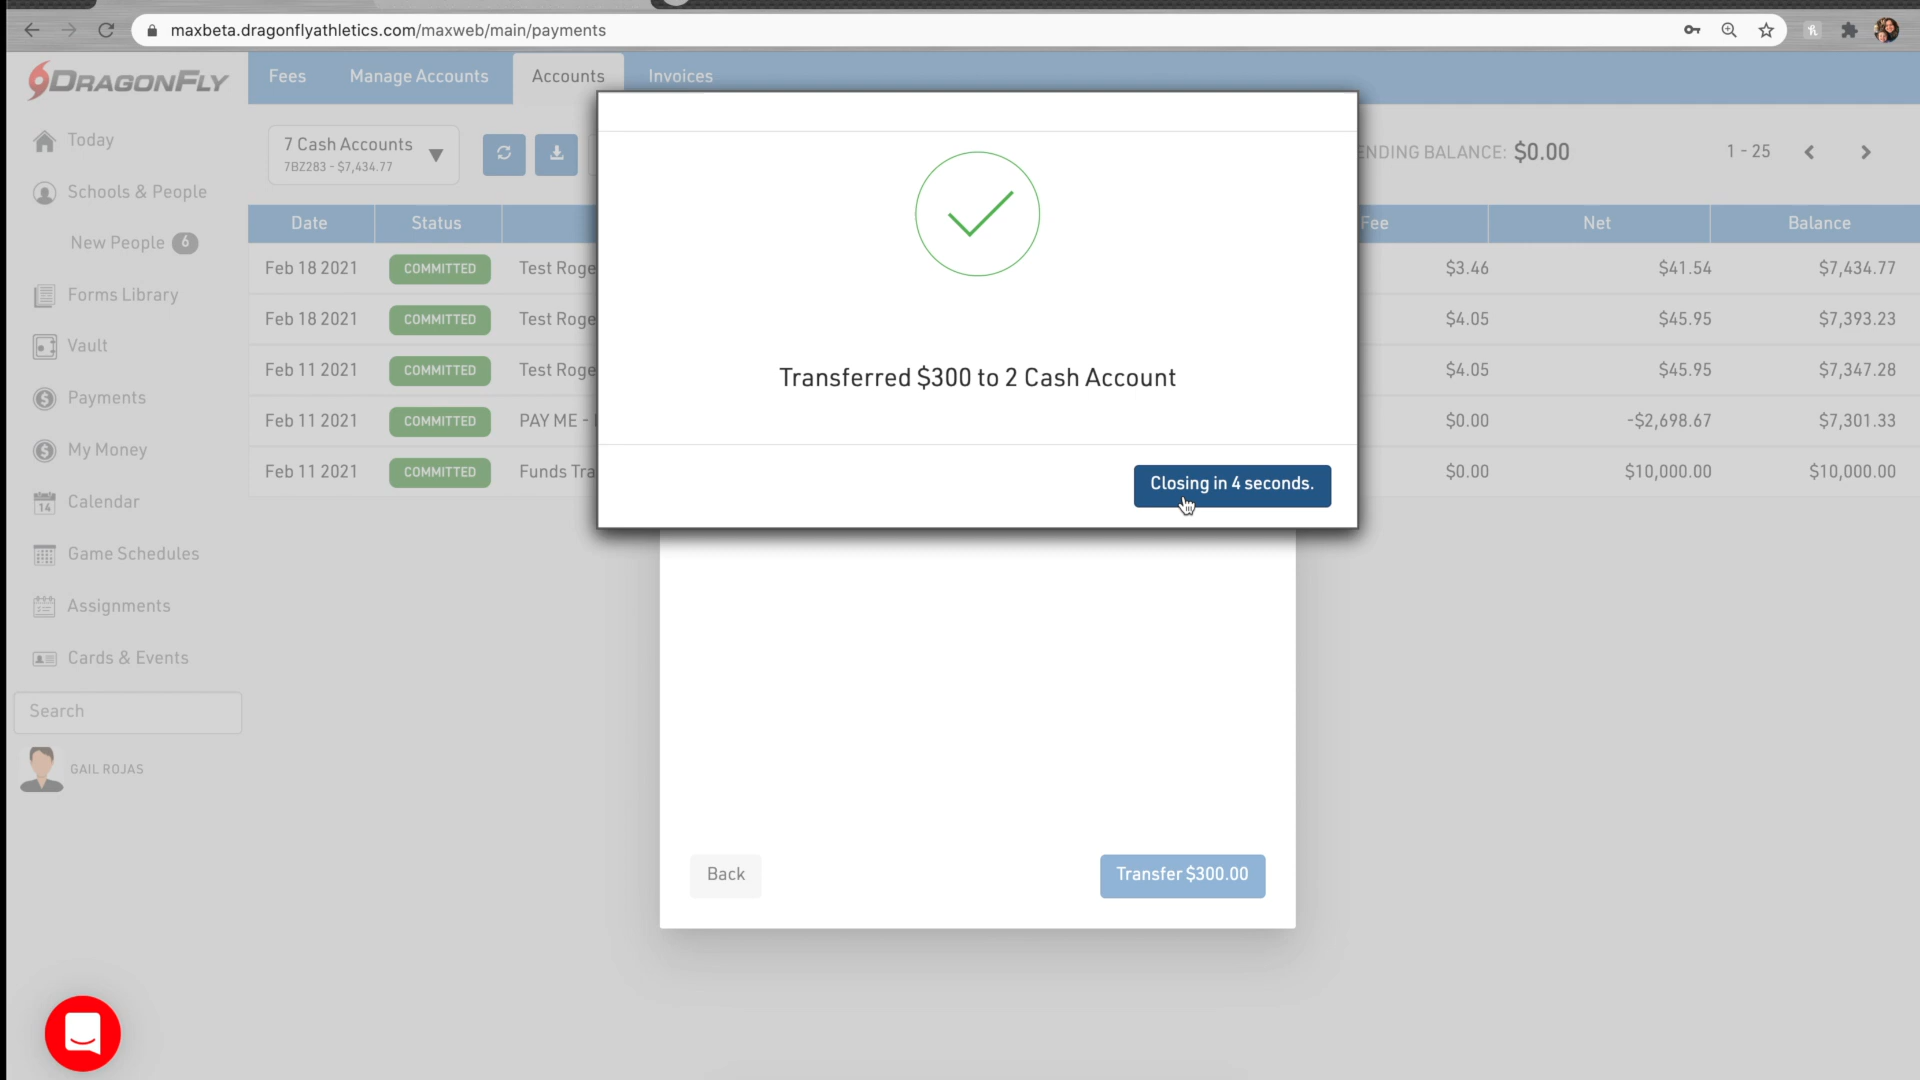 maxbeta.dragonflyathletics.com/maxweb/main/payments
DRAGONFLY
Fees
Manage Accounts
Accounts
Invoices
Today
Schools & People
New People 6
Forms Library
Vault
Payments
My Money
14
Calendar
Game Schedules
Assignments
Cards & Events
Search
GAIL ROJAS
7 Cash Accounts
7BZ283 - $7,434.77
ENDING BALANCE: $0.00
1 - 25
Date Status Fee Net Balance
Feb 18 2021 COMMITTED Test Roge $3.46 $41.54 $7,434.77
Feb 18 2021 COMMITTED Test Roge $4.05 $45.95 $7,393.23
Feb 11 2021 COMMITTED Test Roge $4.05 $45.95 $7,347.28
Feb 11 2021 COMMITTED PAY ME - $0.00 -$2,698.67 $7,301.33
Feb 11 2021 COMMITTED Funds Tra $0.00 $10,000.00 $10,000.00
Transferred $300 to 2 Cash Account
Closing in 4 seconds.
Back
Transfer $300.00